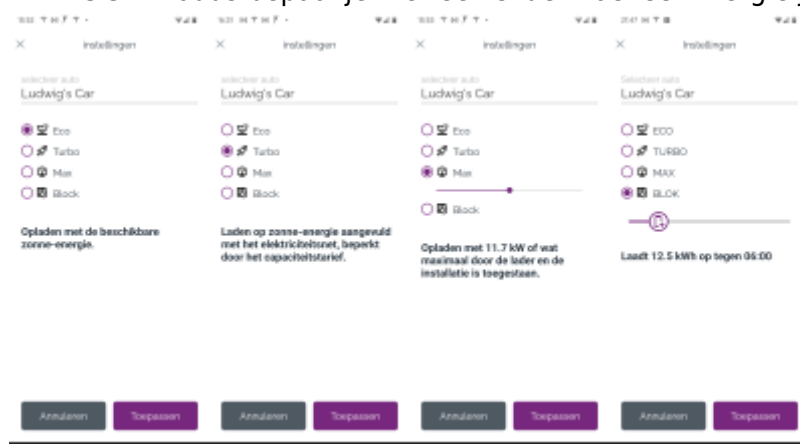 Instellingen
selecteer auto
Ludwig's Car
Eco
Turbo
Max
Block
Opladen met de beschikbare
zonne-energie.
Annuleren
Toepassen
Instellingen
selecteer auto
Ludwig's Car
Eco
Turbo
Max
Block
Laden op zonne-energie aangevuld
met het elektriciteitsnet, beperkt
door het capaciteitstarief.
Annuleren
Toepassen
Instellingen
selecteer auto
Ludwig's Car
Eco
Turbo
Max
Block
Opladen met 11.7 kW of wat
maximaal door de lader en de
installatie is toegestaan.
Annuleren
Toepassen
Instellingen
Selecteer auto
Ludwig's Car
ECO
TURBO
MAX
BLOK
Laadt 12.5 kWh op tegen 06:00
Annuleren
Toepassen